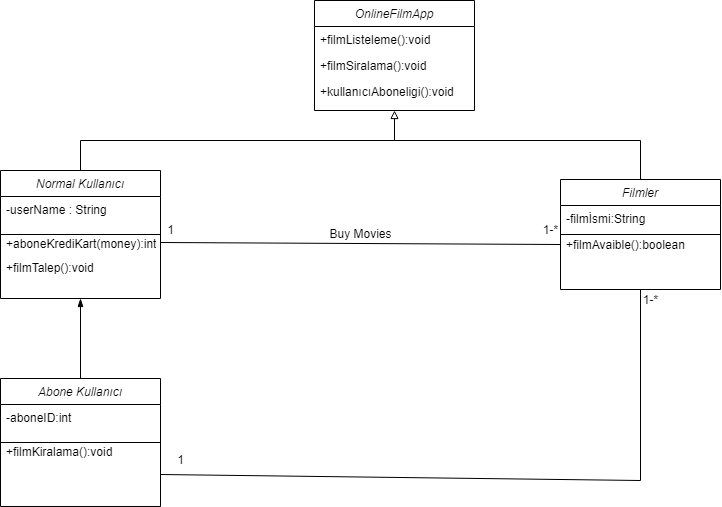 OnlineFilmApp
+filmListeleme():void
+filmSiralama():void
+kullanıcıAboneligi():void
Normal Kullanıcı
-userName : String
+aboneKrediKart(money):int
+filmTalep():void
1
Buy Movies
1-*
Filmler
-filmİsmi:String
+filmAvaible():boolean
1-*
Abone Kullanıcı
-aboneID:int
+filmKiralama():void
1